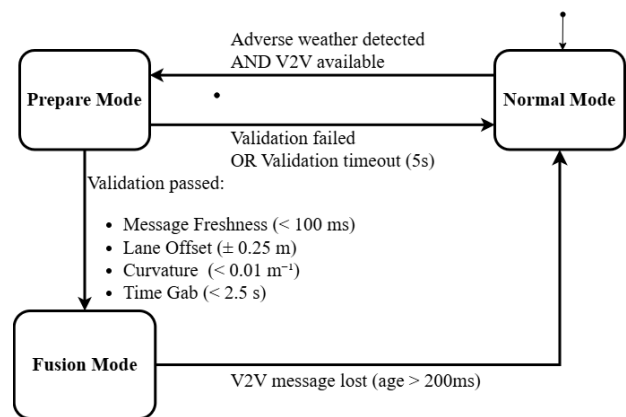 Adverse weather detected
AND V2V available
Prepare Mode
Normal Mode
Validation failed
OR Validation timeout (5s)
Validation passed:
• Message Freshness (< 100 ms)
• Lane Offset (± 0.25 m)
• Curvature (< 0.01 m⁻¹)
• Time Gab (< 2.5 s)
Fusion Mode
V2V message lost (age > 200ms)